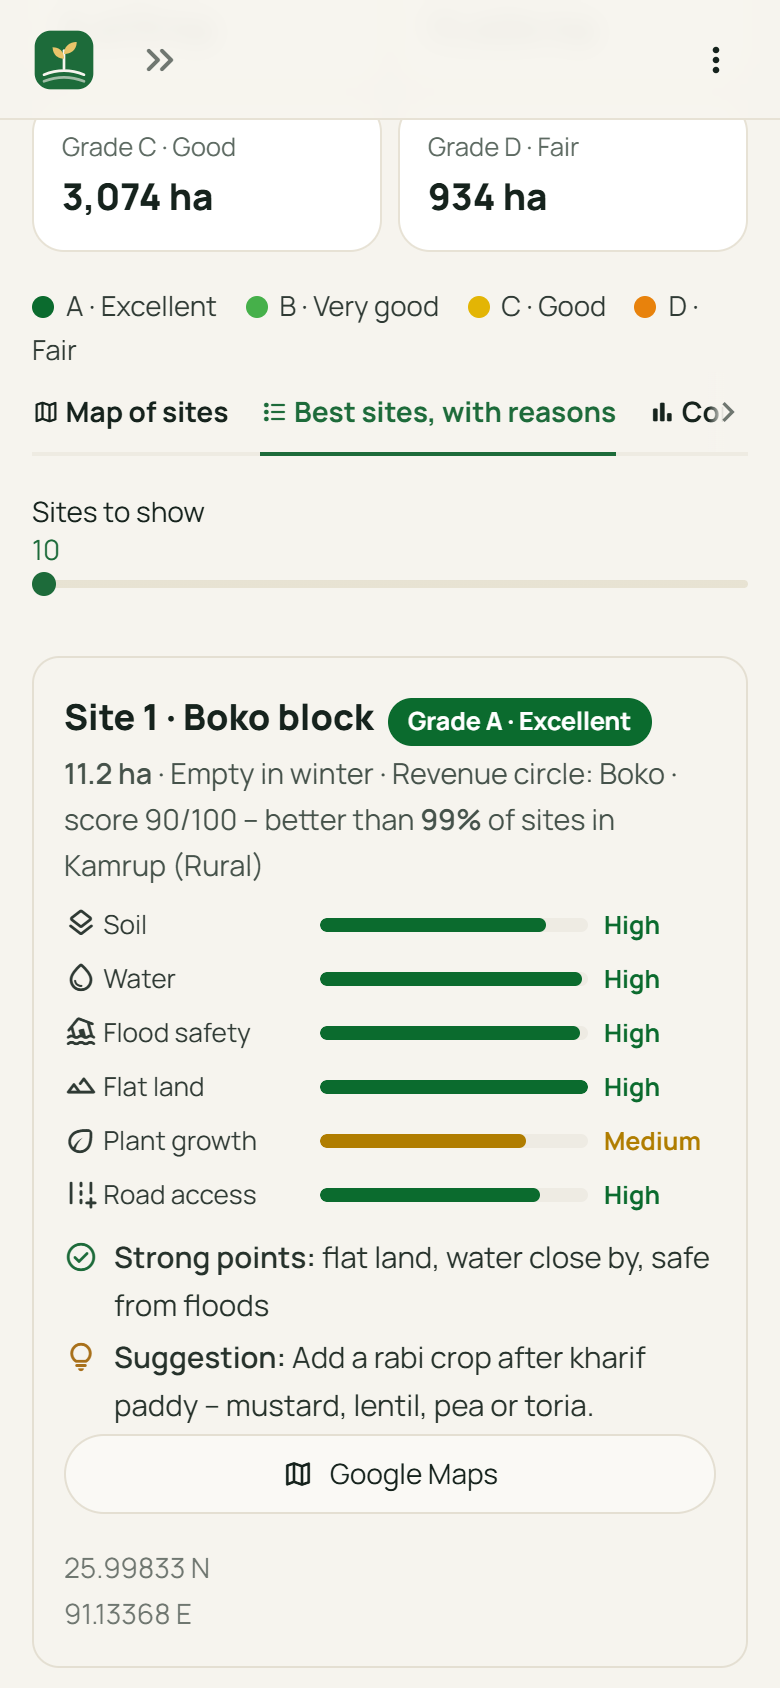 Grade C · Good
3,074 ha
Grade D · Fair
934 ha
A · Excellent
B · Very good
C · Good
D ·
Fair
Map of sites
Best sites, with reasons
Co
Sites to show
10
Site 1 · Boko block
Grade A · Excellent
11.2 ha · Empty in winter · Revenue circle: Boko ·
score 90/100 – better than 99% of sites in
Kamrup (Rural)
Soil
High
Water
High
Flood safety
High
Flat land
High
Plant growth
Medium
Road access
High
Strong points: flat land, water close by, safe
from floods
Suggestion: Add a rabi crop after kharif
paddy – mustard, lentil, pea or toria.
Google Maps
25.99833 N
91.13368 E